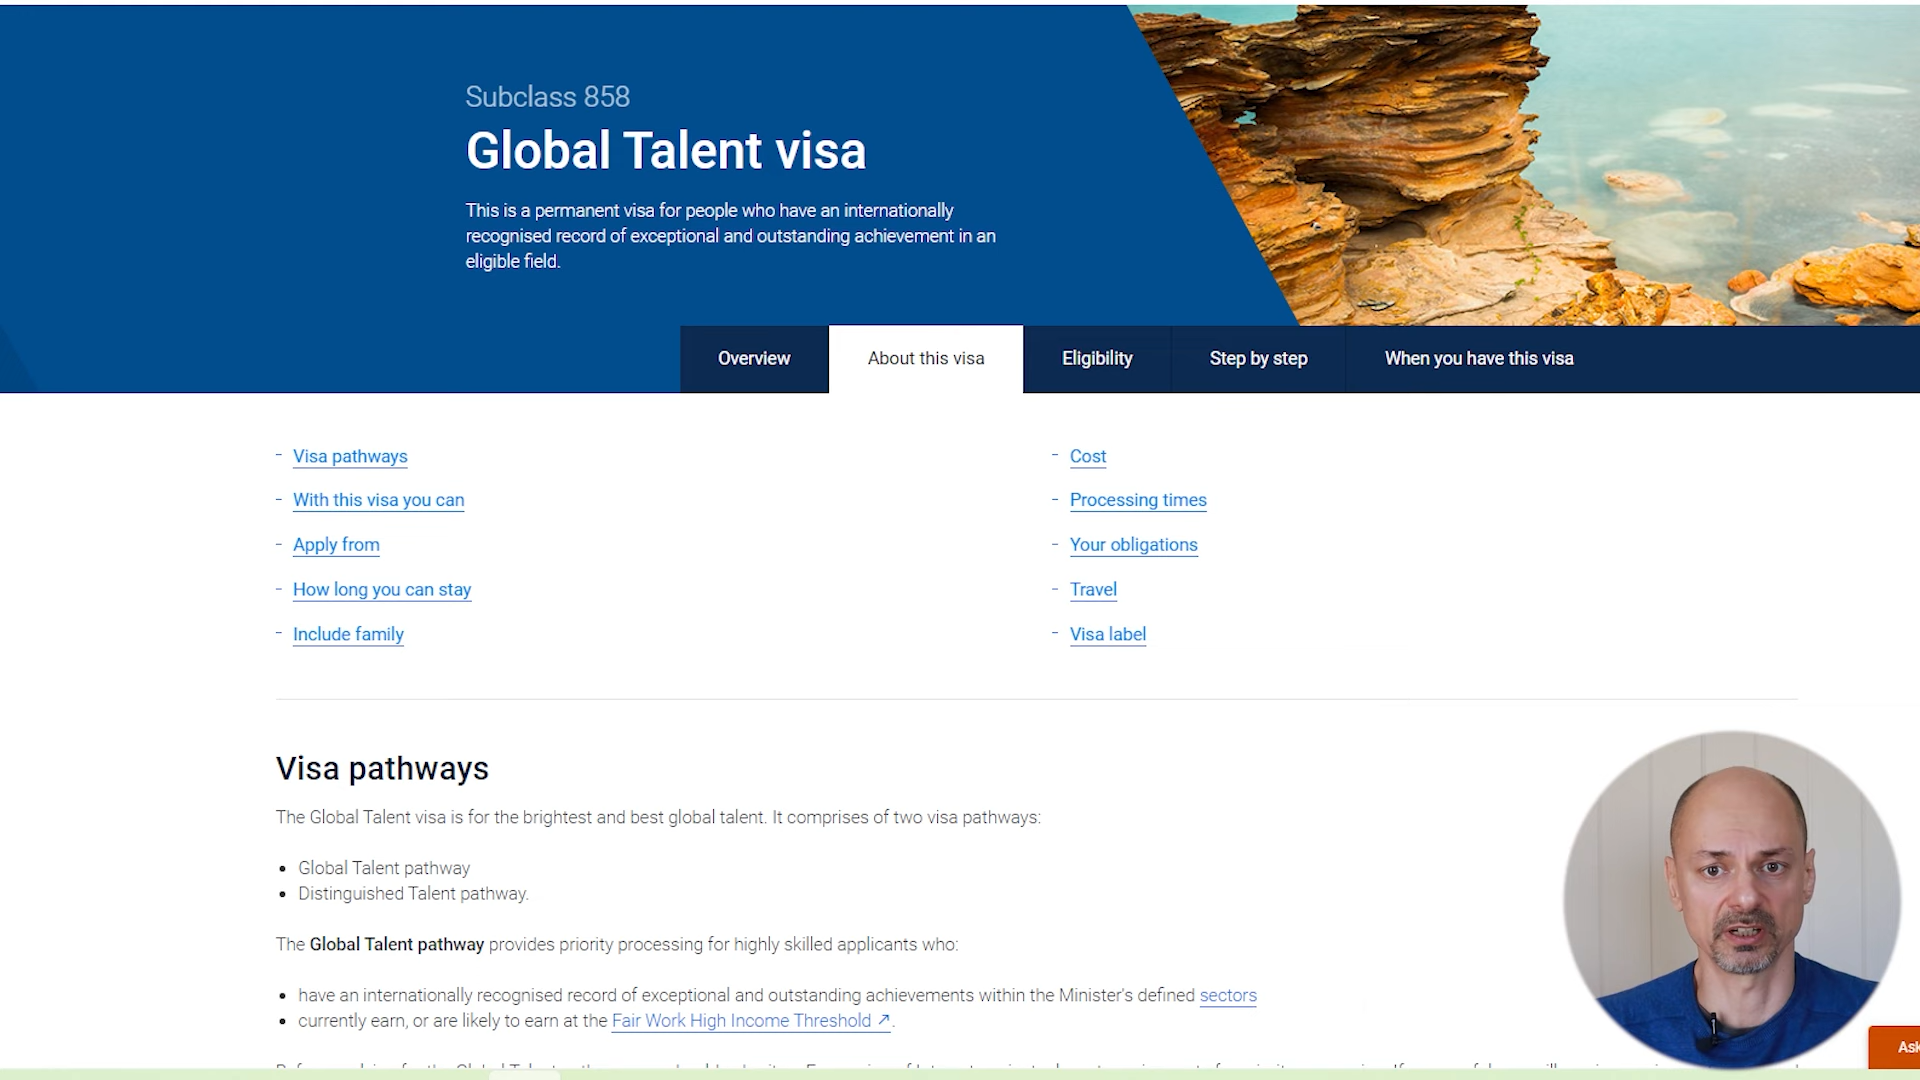 Subclass 858
Global Talent visa
This is a permanent visa for people who have an internationally
recognised record of exceptional and outstanding achievement in an
eligible field.
Overview
About this visa
Eligibility
Step by step
When you have this visa
Visa pathways
With this visa you can
Apply from
How long you can stay
Include family
Cost
Processing times
Your obligations
Travel
Visa label
Visa pathways
The Global Talent visa is for the brightest and best global talent. It comprises of two visa pathways:
Global Talent pathway
Distinguished Talent pathway.
The Global Talent pathway provides priority processing for highly skilled applicants who:
have an internationally recognised record of exceptional and outstanding achievements within the Minister's defined sectors
currently earn, or are likely to earn at the Fair Work High Income Threshold ↗.